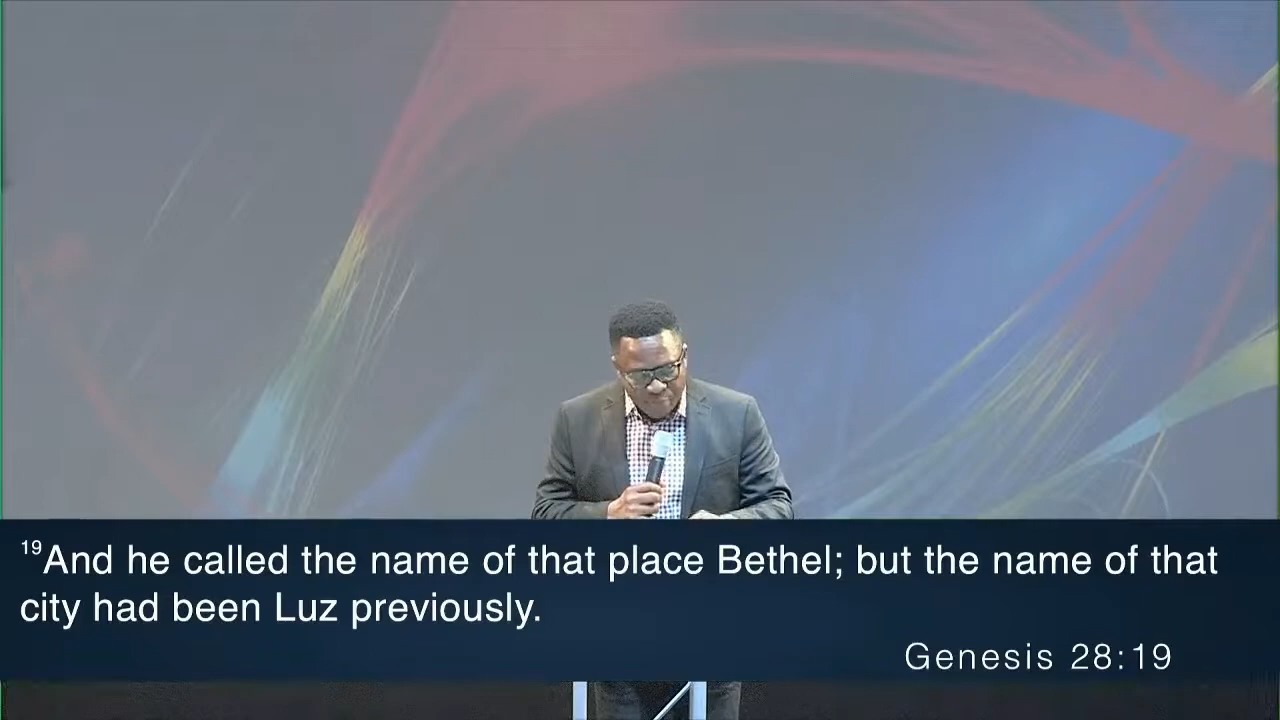 19And he called the name of that place Bethel; but the name of that
city had been Luz previously.
Genesis 28:19